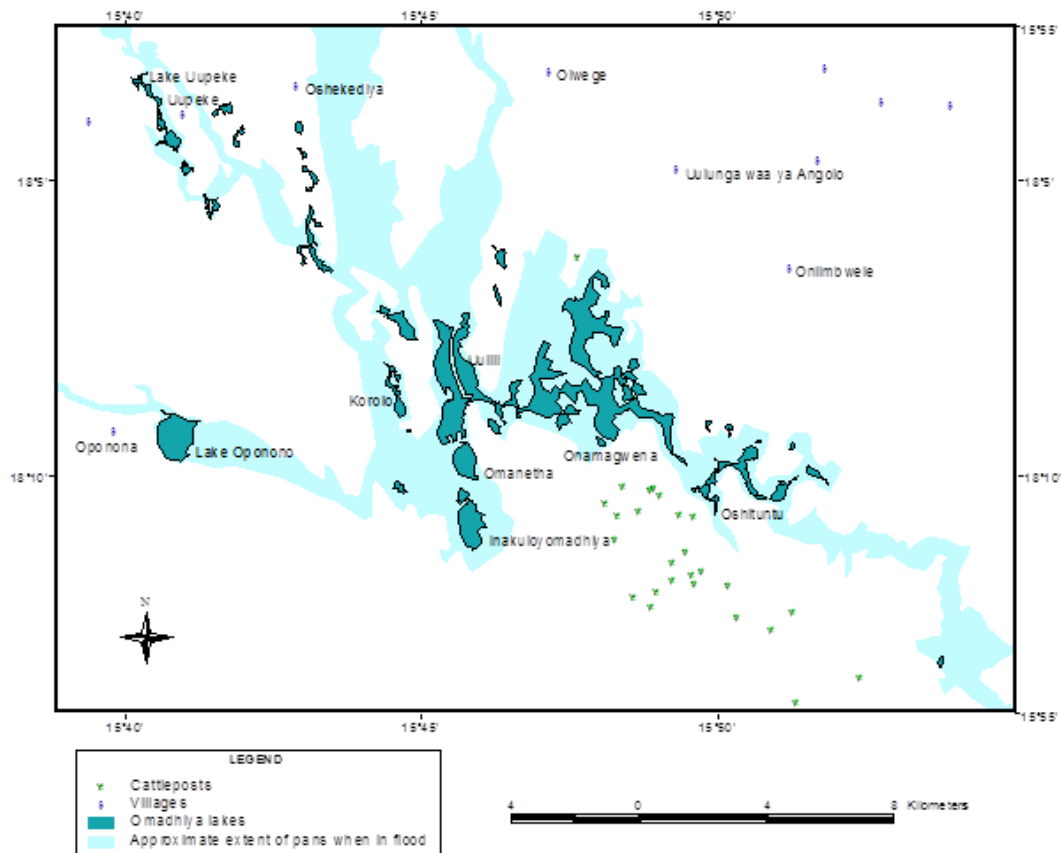 15°40' 15°45' 15°50' 15°55'
Lake Uupeke
Uupeke
Oshekediya
Olwege
18°5' 18°5'
Uulunga waa ya Angolo
Oniimbwele
Uulili
Korolo
Oponona
Lake Oponono
Omanetha
Onamagwena
18°10' 18°10'
Oshituntu
Inakuloyomadhiya
N
15°40' 15°45' 15°50' 15°55'
LEGEND
Cattleposts
Villages
Omadhiya lakes
Approximate extent of pans when in flood
4 0 4 8 Kilometers